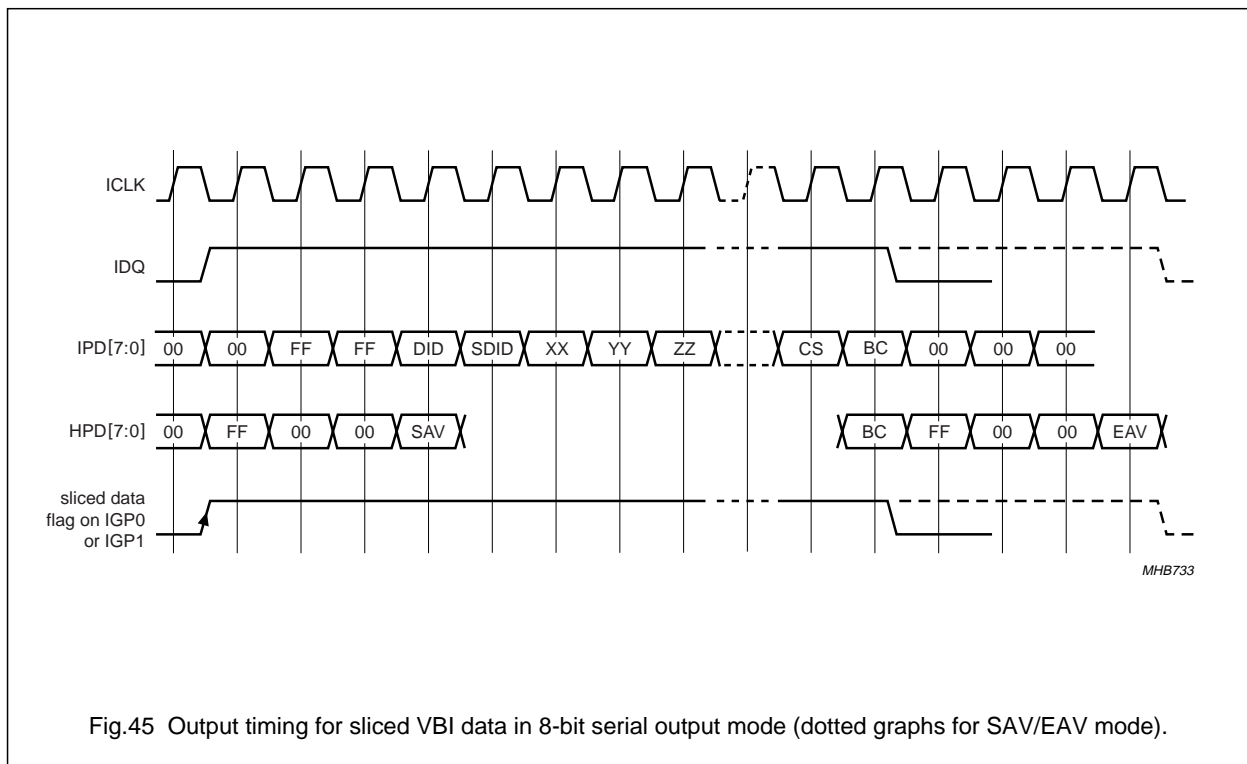 ICLK
IDQ
IPD[7:0] 00 00 FF FF DID SDID XX YY ZZ CS BC 00 00 00
HPD[7:0] 00 FF 00 00 SAV BC FF 00 00 EAV
sliced data
flag on IGP0
or IGP1
MHB733
Fig.45 Output timing for sliced VBI data in 8-bit serial output mode (dotted graphs for SAV/EAV mode).